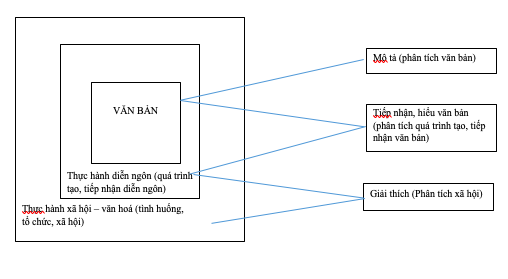 VĂN BẢN
Thực hành diễn ngôn (quá trình
tạo, tiếp nhận diễn ngôn)
Thực hành xã hội – văn hoá (tình huống,
tổ chức, xã hội)
Mô tả (phân tích văn bản)
Tiếp nhận, hiểu văn bản
(phân tích quá trình tạo, tiếp
nhận văn bản)
Giải thích (Phân tích xã hội)